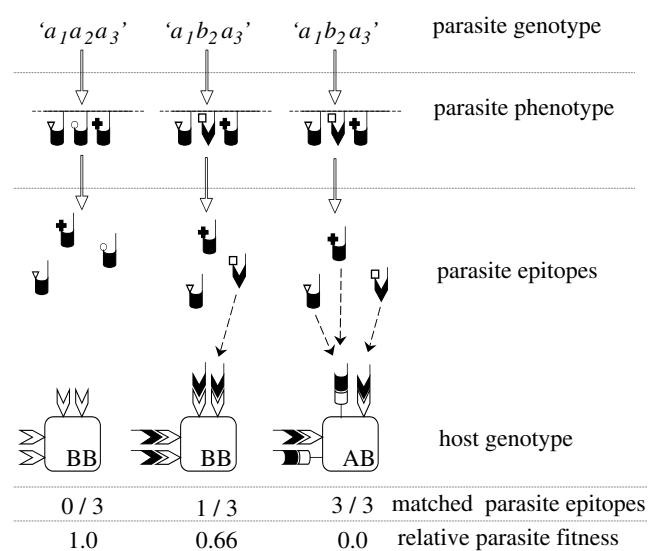 ‘a1a2a3’ ‘a1b2a3’ ‘a1b2a3’ parasite genotype
parasite phenotype
parasite epitopes
BB BB AB host genotype
0 / 3 1 / 3 3 / 3 matched parasite epitopes
1.0 0.66 0.0 relative parasite fitness